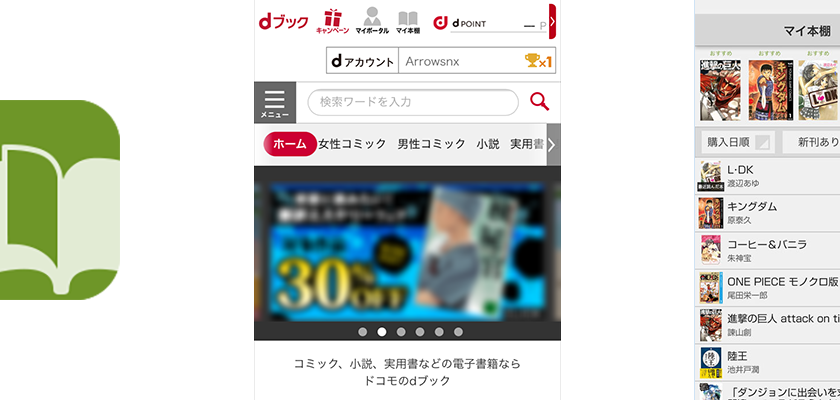 dブック
キャンペーン
マイポータル
マイ本棚
d POINT
P
dアカウント
Arrowsnx
×1
メニュー
検索ワードを入力
ホーム
女性コミック
男性コミック
小説
実用書
30%
OFF
コミック、小説、実用書などの電子書籍なら
ドコモのdブック
マイ本棚
おすすめ
おすすめ
おすすめ
進撃の巨人
キングダム
L♥DK
購入日順
新刊あり
L・DK
渡辺あゆ
キングダム
原泰久
コーヒー&バニラ
朱神宝
ONE PIECE モノクロ版
尾田栄一郎
進撃の巨人 attack on ti
諫山創
陸王
池井戸潤
「ダンジョンに出会いを